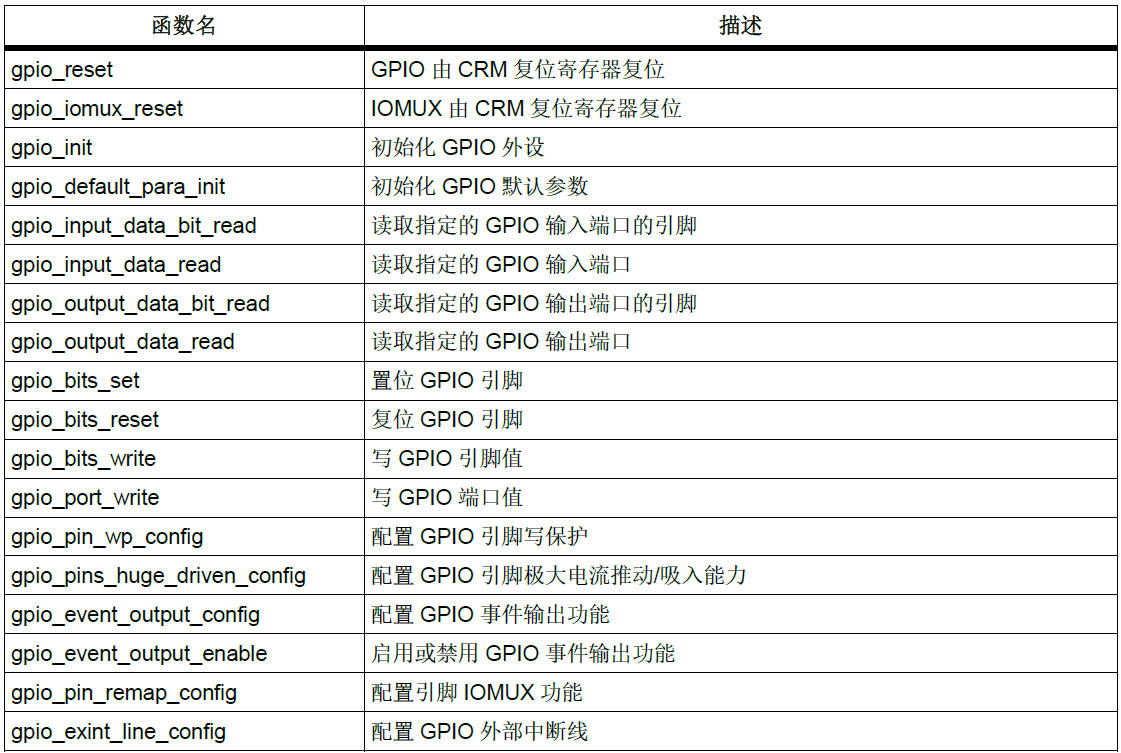 函数名 描述
gpio_reset GPIO 由 CRM 复位寄存器复位
gpio_iomux_reset IOMUX 由 CRM 复位寄存器复位
gpio_init 初始化 GPIO 外设
gpio_default_para_init 初始化 GPIO 默认参数
gpio_input_data_bit_read 读取指定的 GPIO 输入端口的引脚
gpio_input_data_read 读取指定的 GPIO 输入端口
gpio_output_data_bit_read 读取指定的 GPIO 输出端口的引脚
gpio_output_data_read 读取指定的 GPIO 输出端口
gpio_bits_set 置位 GPIO 引脚
gpio_bits_reset 复位 GPIO 引脚
gpio_bits_write 写 GPIO 引脚值
gpio_port_write 写 GPIO 端口值
gpio_pin_wp_config 配置 GPIO 引脚写保护
gpio_pins_huge_driven_config 配置 GPIO 引脚极大电流推动/吸入能力
gpio_event_output_config 配置 GPIO 事件输出功能
gpio_event_output_enable 启用或禁用 GPIO 事件输出功能
gpio_pin_remap_config 配置引脚 IOMUX 功能
gpio_exint_line_config 配置 GPIO 外部中断线